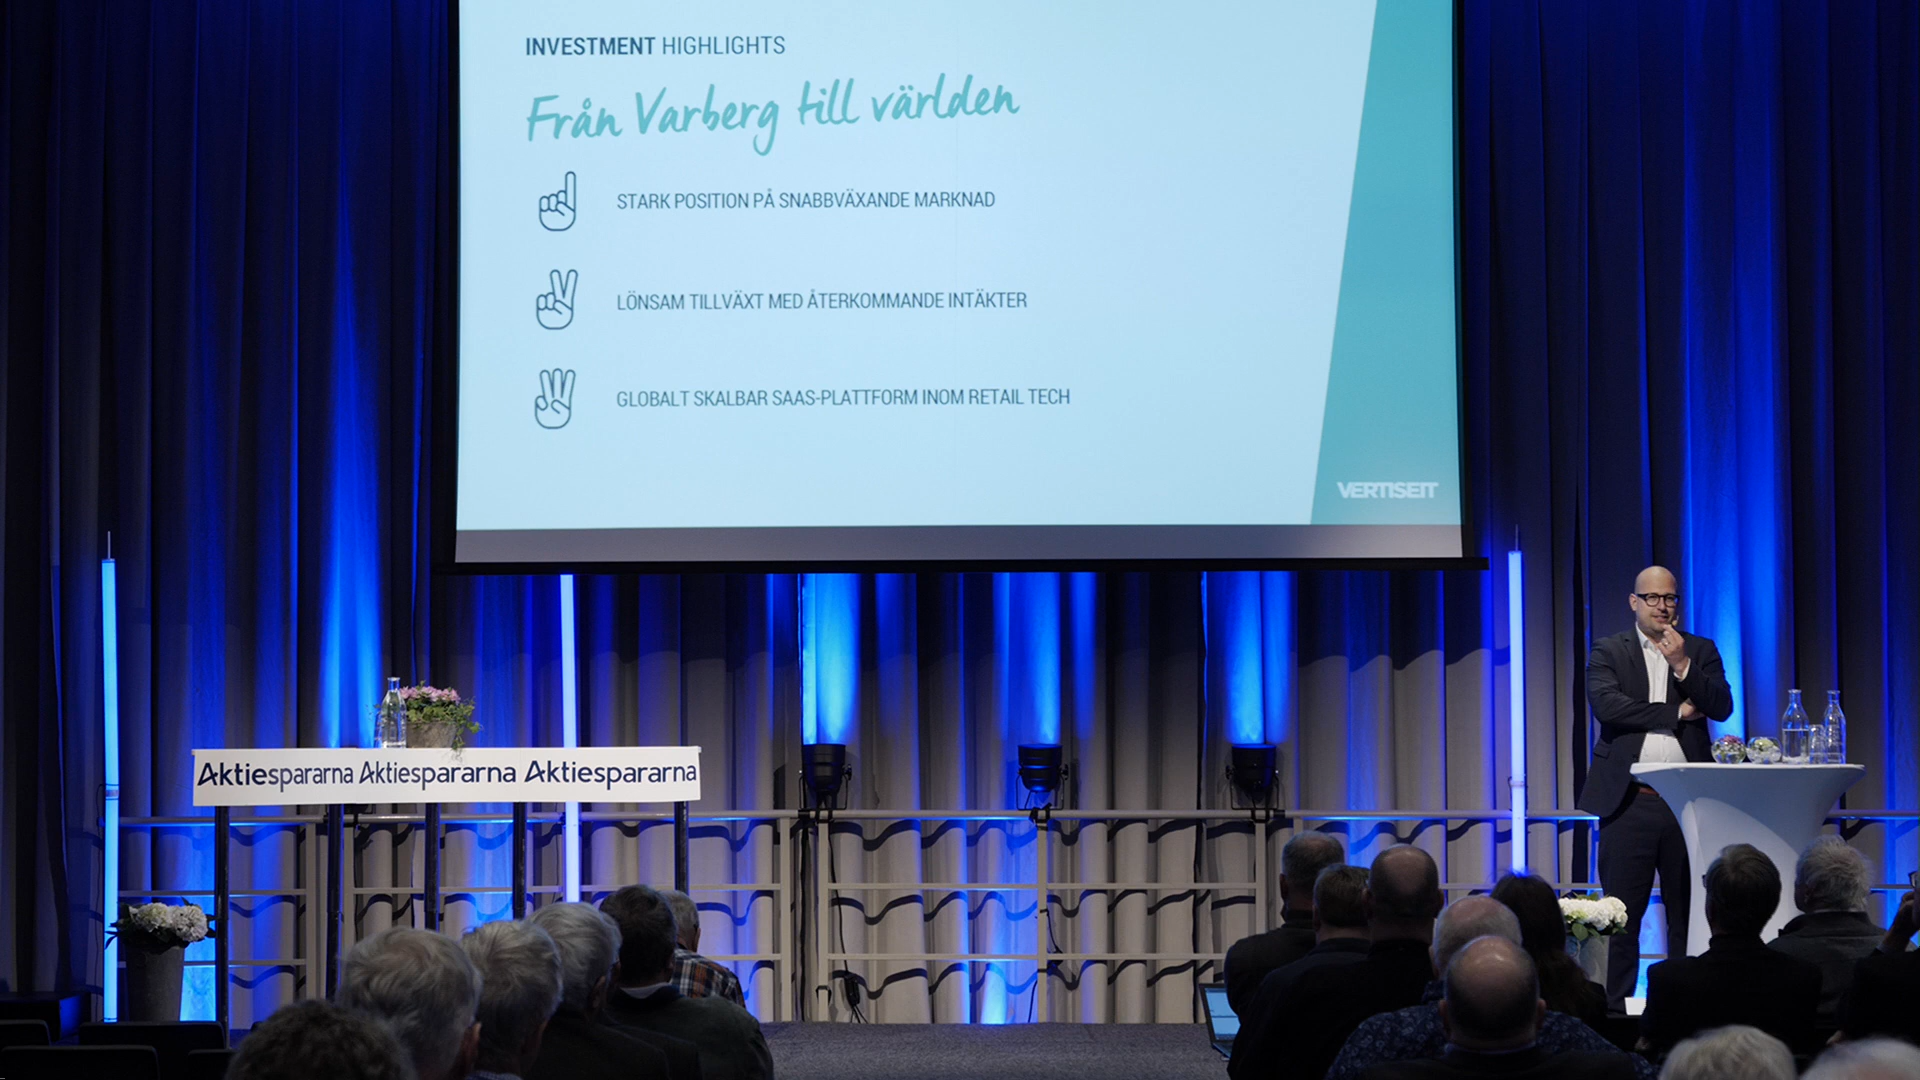 INVESTMENT HIGHLIGHTS
Från Varberg till världen
STARK POSITION PÅ SNABBVÄXANDE MARKNAD
LÖNSAM TILLVÄXT MED ÅTERKOMMANDE INTÄKTER
GLOBALT SKALBAR SAAS-PLATTFORM INOM RETAIL TECH
VERTISEIT
Aktiespararna Aktiespararna Aktiespararna